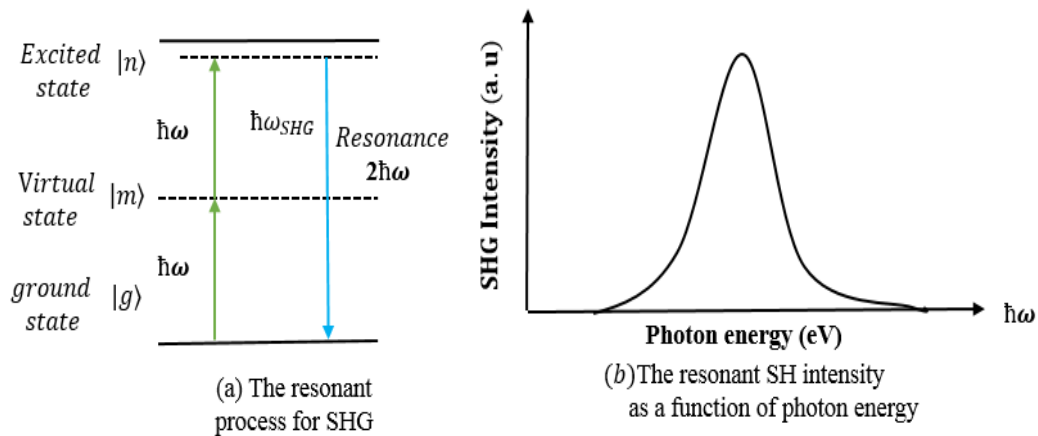 Excited |n⟩
state
ħω
ħω_SHG
Resonance
2ħω
Virtual |m⟩
state
ħω
ground |g⟩
state
(a) The resonant
process for SHG
SHG Intensity (a. u)
ħω
Photon energy (eV)
(b)The resonant SH intensity
as a function of photon energy